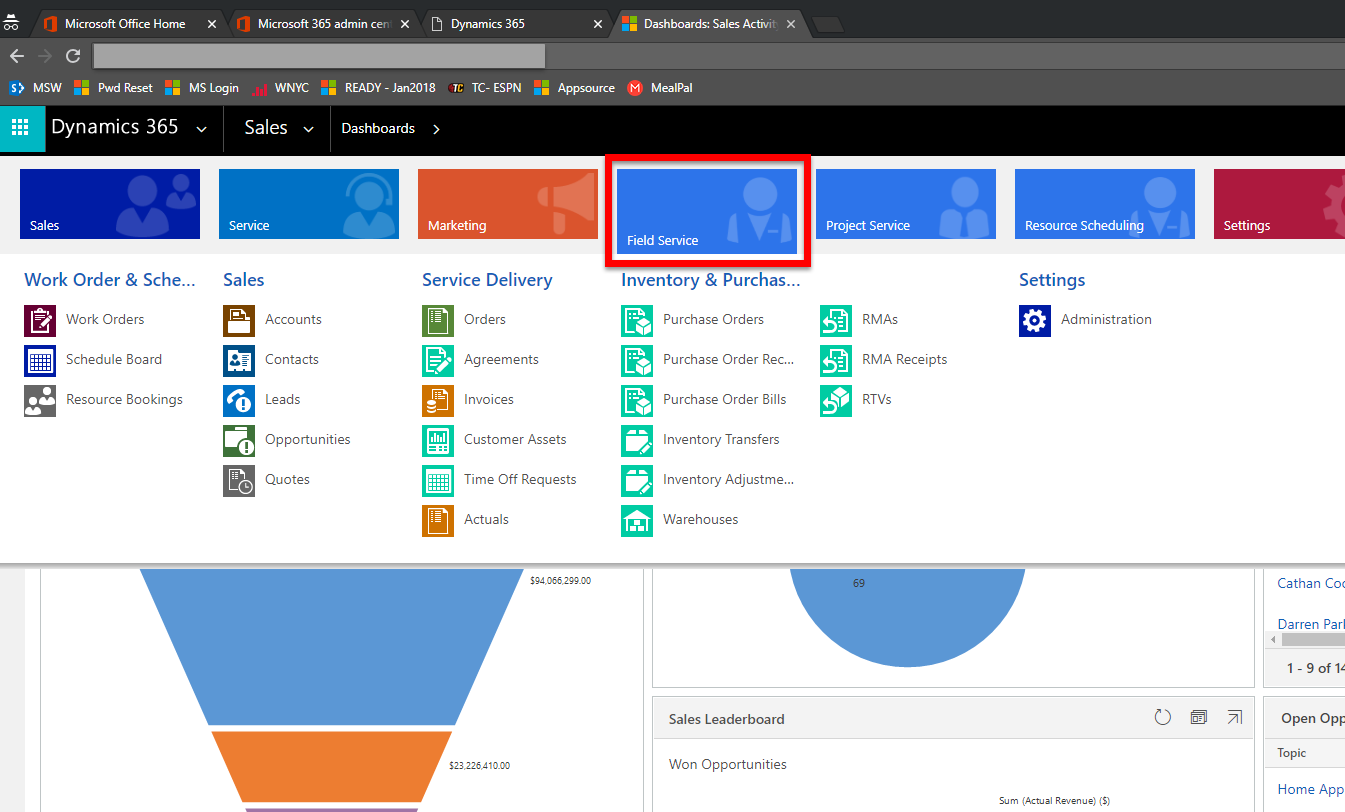 Microsoft Office Home
Microsoft 365 admin cen
Dynamics 365
Dashboards: Sales Activity
MSW
Pwd Reset
MS Login
WNYC
READY - Jan2018
TC- ESPN
Appsource
MealPal
Dynamics 365
Sales
Dashboards
Sales
Service
Marketing
Field Service
Project Service
Resource Scheduling
Settings
Work Order & Sche...
Work Orders
Schedule Board
Resource Bookings
Sales
Accounts
Contacts
Leads
Opportunities
Quotes
Service Delivery
Orders
Agreements
Invoices
Customer Assets
Time Off Requests
Actuals
Inventory & Purchas...
Purchase Orders
Purchase Order Rec...
Purchase Order Bills
Inventory Transfers
Inventory Adjustme...
Warehouses
RMAs
RMA Receipts
RTVs
Settings
Administration
$94,066,299.00
$23,226,410.00
69
Cathan Coo
Darren Park
1 - 9 of 14
Sales Leaderboard
Won Opportunities
Sum (Actual Revenue) ($)
Open Opp
Topic
Home App